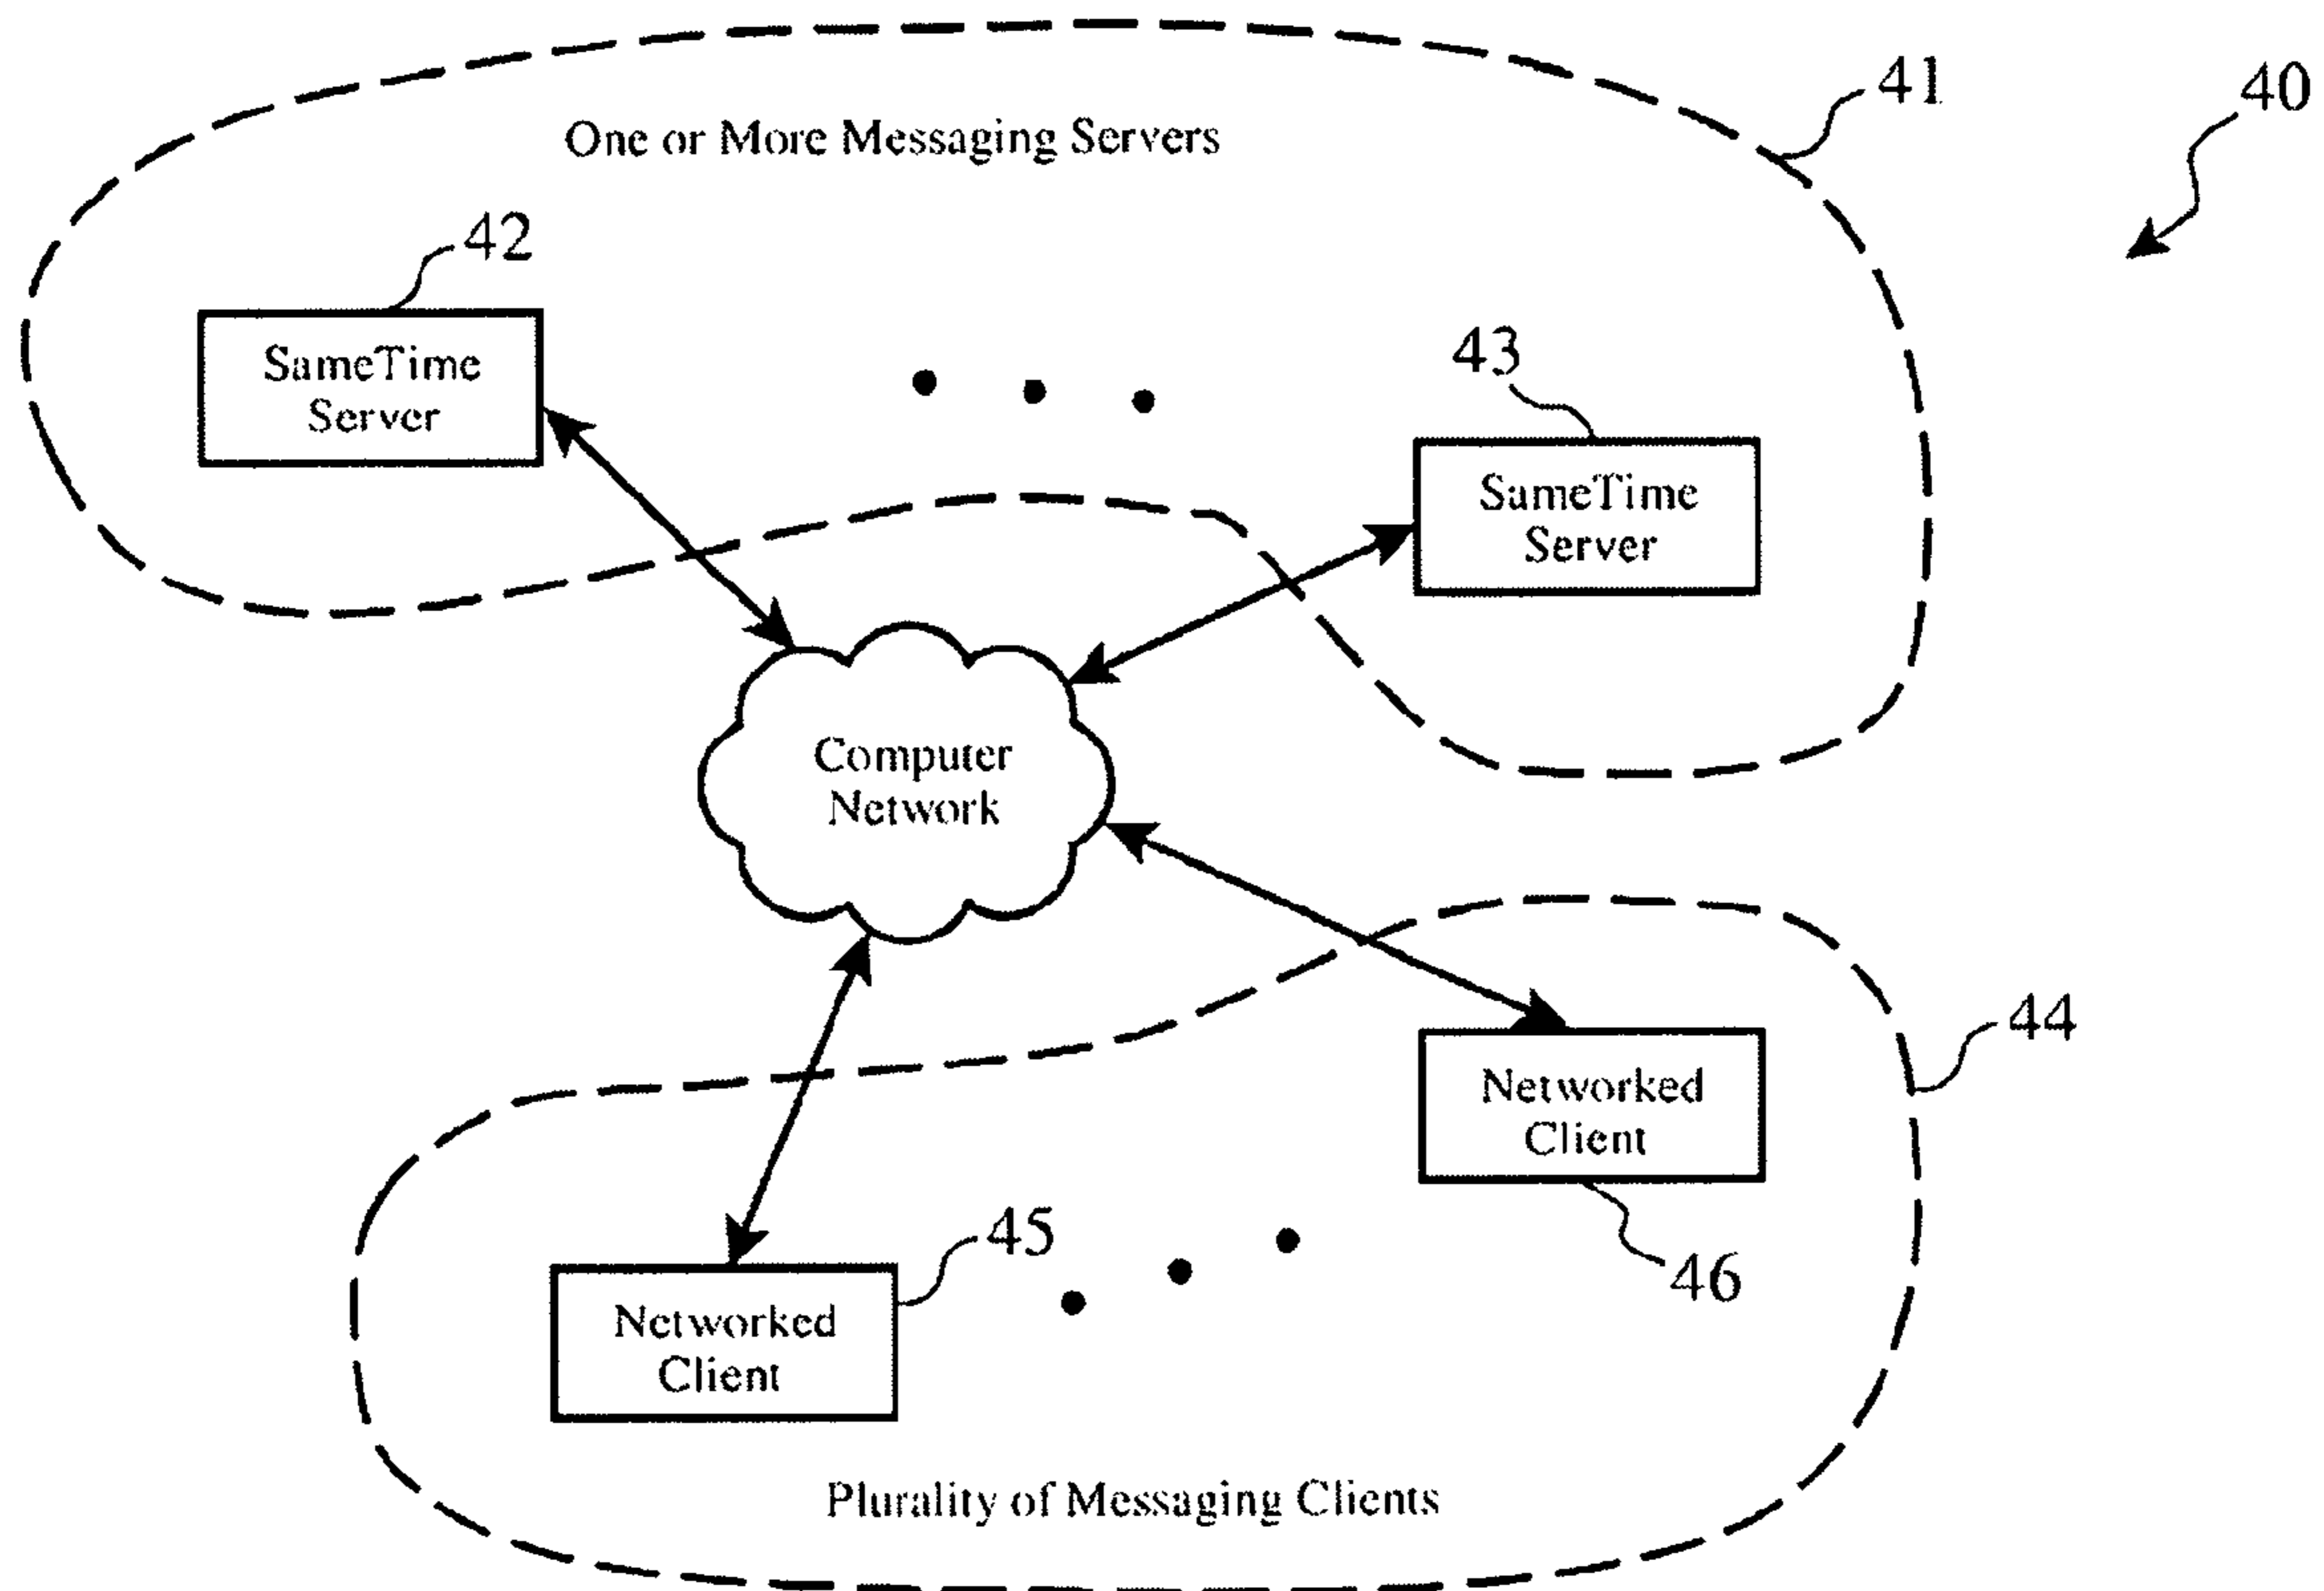 41
40
One or More Messaging Servers
42
SameTime
Server
43
SameTime
Server
Computer
Network
44
Networked
Client
45
46
Networked
Client
Plurality of Messaging Clients